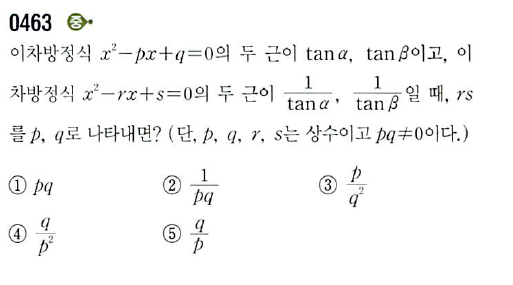 0463 중
이차방정식 x²-px+q=0의 두 근이 tan α, tan β이고, 이
차방정식 x²-rx+s=0의 두 근이 1/tan α, 1/tan β일 때, rs
를 p, q로 나타내면? (단, p, q, r, s는 상수이고 pq≠0이다.)
① pq ② 1/pq ③ p/q²
④ q/p² ⑤ q/p